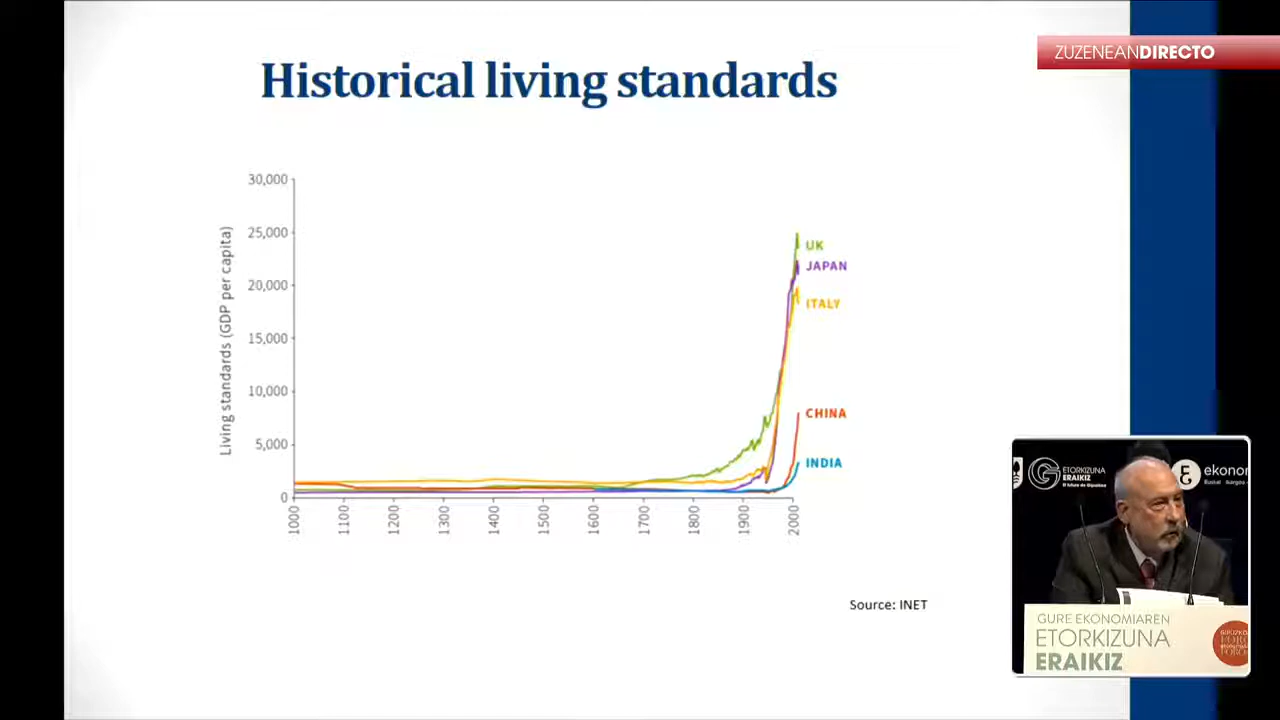 ZUZENEANDIRECTO
Historical living standards
Living standards (GDP per capita)
30,000
25,000
20,000
15,000
10,000
5,000
0
UK
JAPAN
ITALY
CHINA
INDIA
1000
1100
1200
1300
1400
1500
1600
1700
1800
1900
2000
Source: INET
ETORKIZUNA
ERAIKIZ
ekonor
GURE EKONOMIAREN
ETORKIZUNA
ERAIKIZ